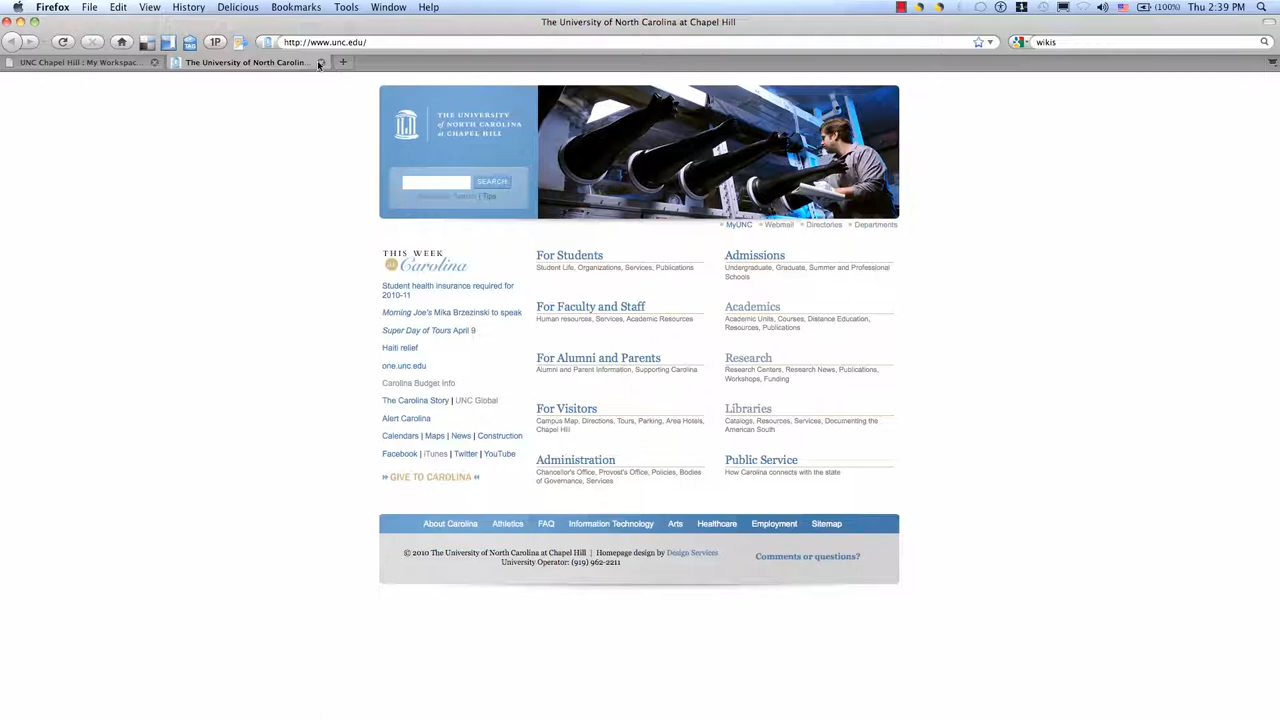 Firefox File Edit View History Delicious Bookmarks Tools Window Help
(100%) Thu 2:39 PM
The University of North Carolina at Chapel Hill
1P
http://www.unc.edu/
wikis
UNC Chapel Hill : My Workspac...
The University of North Carolin...
THE UNIVERSITY
of NORTH CAROLINA
at CHAPEL HILL
SEARCH
| Tips
» MyUNC » Webmail » Directories » Departments
THIS WEEK
at Carolina
Student health insurance required for
2010-11
Morning Joe's Mika Brzezinski to speak
Super Day of Tours April 9
Haiti relief
one.unc.edu
Carolina Budget Info
The Carolina Story | UNC Global
Alert Carolina
Calendars | Maps | News | Construction
Facebook | iTunes | Twitter | YouTube
GIVE TO CAROLINA
For Students
Student Life, Organizations, Services, Publications
For Faculty and Staff
Human resources, Services, Academic Resources
For Alumni and Parents
Alumni and Parent Information, Supporting Carolina
For Visitors
Campus Map, Directions, Tours, Parking, Area Hotels,
Chapel Hill
Administration
Chancellor's Office, Provost's Office, Policies, Bodies
of Governance, Services
Admissions
Undergraduate, Graduate, Summer and Professional
Schools
Academics
Academic Units, Courses, Distance Education,
Resources, Publications
Research
Research Centers, Research News, Publications,
Workshops, Funding
Libraries
Catalogs, Resources, Services, Documenting the
American South
Public Service
How Carolina connects with the state
About Carolina Athletics FAQ Information Technology Arts Healthcare Employment Sitemap
© 2010 The University of North Carolina at Chapel Hill | Homepage design by Design Services
University Operator: (919) 962-2211
Comments or questions?